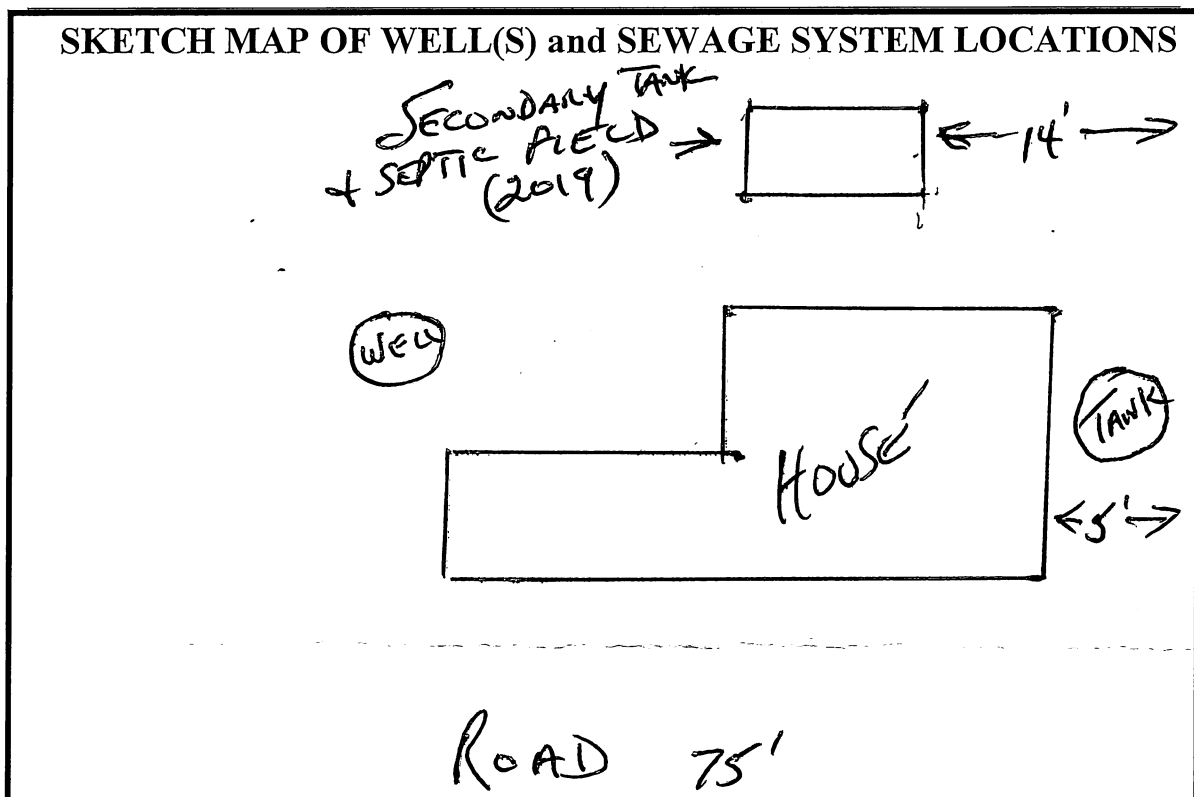 SKETCH MAP OF WELL(S) and SEWAGE SYSTEM LOCATIONS
SECONDARY TANK
+ SEPTIC FIELD
(2019)
14'
WELL
TANK
HOUSE
5'
ROAD 75'